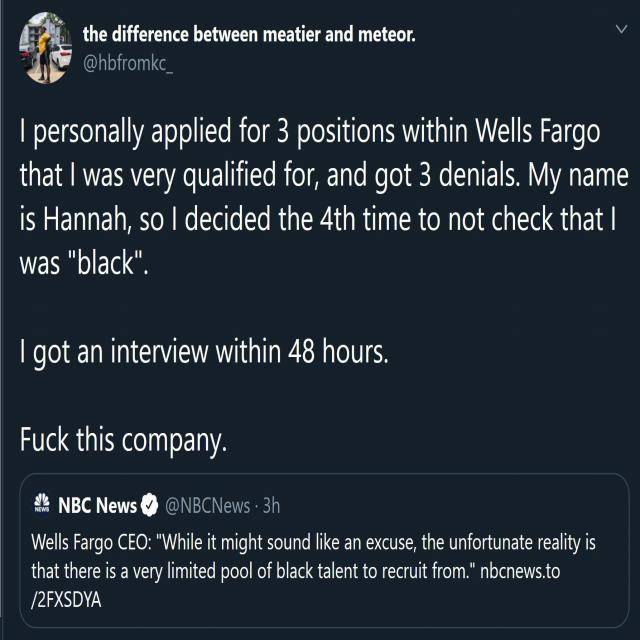 the difference between meatier and meteor.
@hbfromkc_
I personally applied for 3 positions within Wells Fargo
that I was very qualified for, and got 3 denials. My name
is Hannah, so I decided the 4th time to not check that I
was "black".
I got an interview within 48 hours.
Fuck this company.
NEWS NBC News @NBCNews · 3h
Wells Fargo CEO: "While it might sound like an excuse, the unfortunate reality is
that there is a very limited pool of black talent to recruit from." nbcnews.to
/2FXSDYA